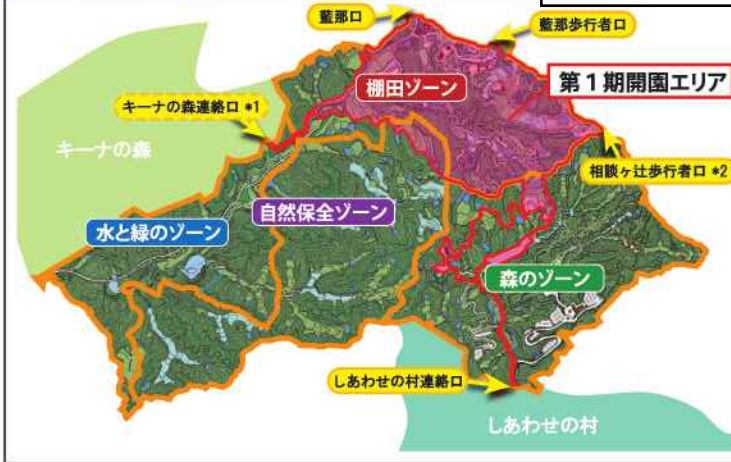 藍那口
藍那歩行者口
棚田ゾーン
第1期開園エリア
キーナの森連絡口 *1
キーナの森
相談ヶ辻歩行者口 *2
自然保全ゾーン
水と緑のゾーン
森のゾーン
しあわせの村連絡口
しあわせの村